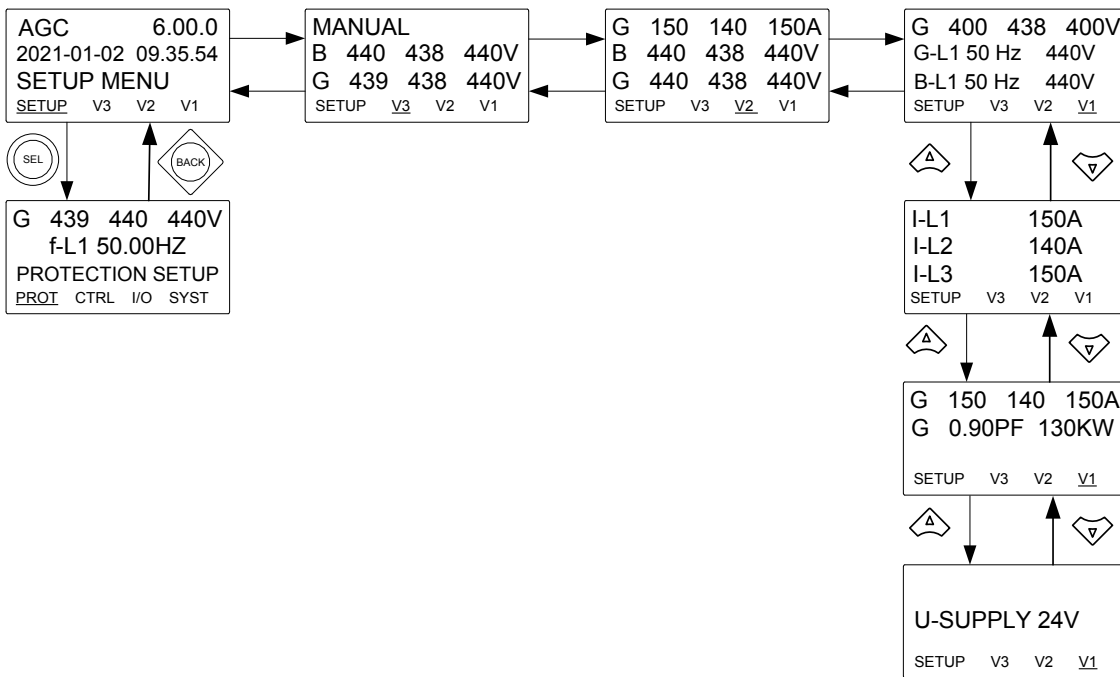 AGC 6.00.0
2021-01-02 09.35.54
SETUP MENU
SETUP V3 V2 V1
MANUAL
B 440 438 440V
G 439 438 440V
SETUP V3 V2 V1
G 150 140 150A
B 440 438 440V
G 440 438 440V
SETUP V3 V2 V1
G 400 438 400V
G-L1 50 Hz 440V
B-L1 50 Hz 440V
SETUP V3 V2 V1
SEL
BACK
G 439 440 440V
f-L1 50.00HZ
PROTECTION SETUP
PROT CTRL I/O SYST
I-L1 150A
I-L2 140A
I-L3 150A
SETUP V3 V2 V1
G 150 140 150A
G 0.90PF 130KW
SETUP V3 V2 V1
U-SUPPLY 24V
SETUP V3 V2 V1